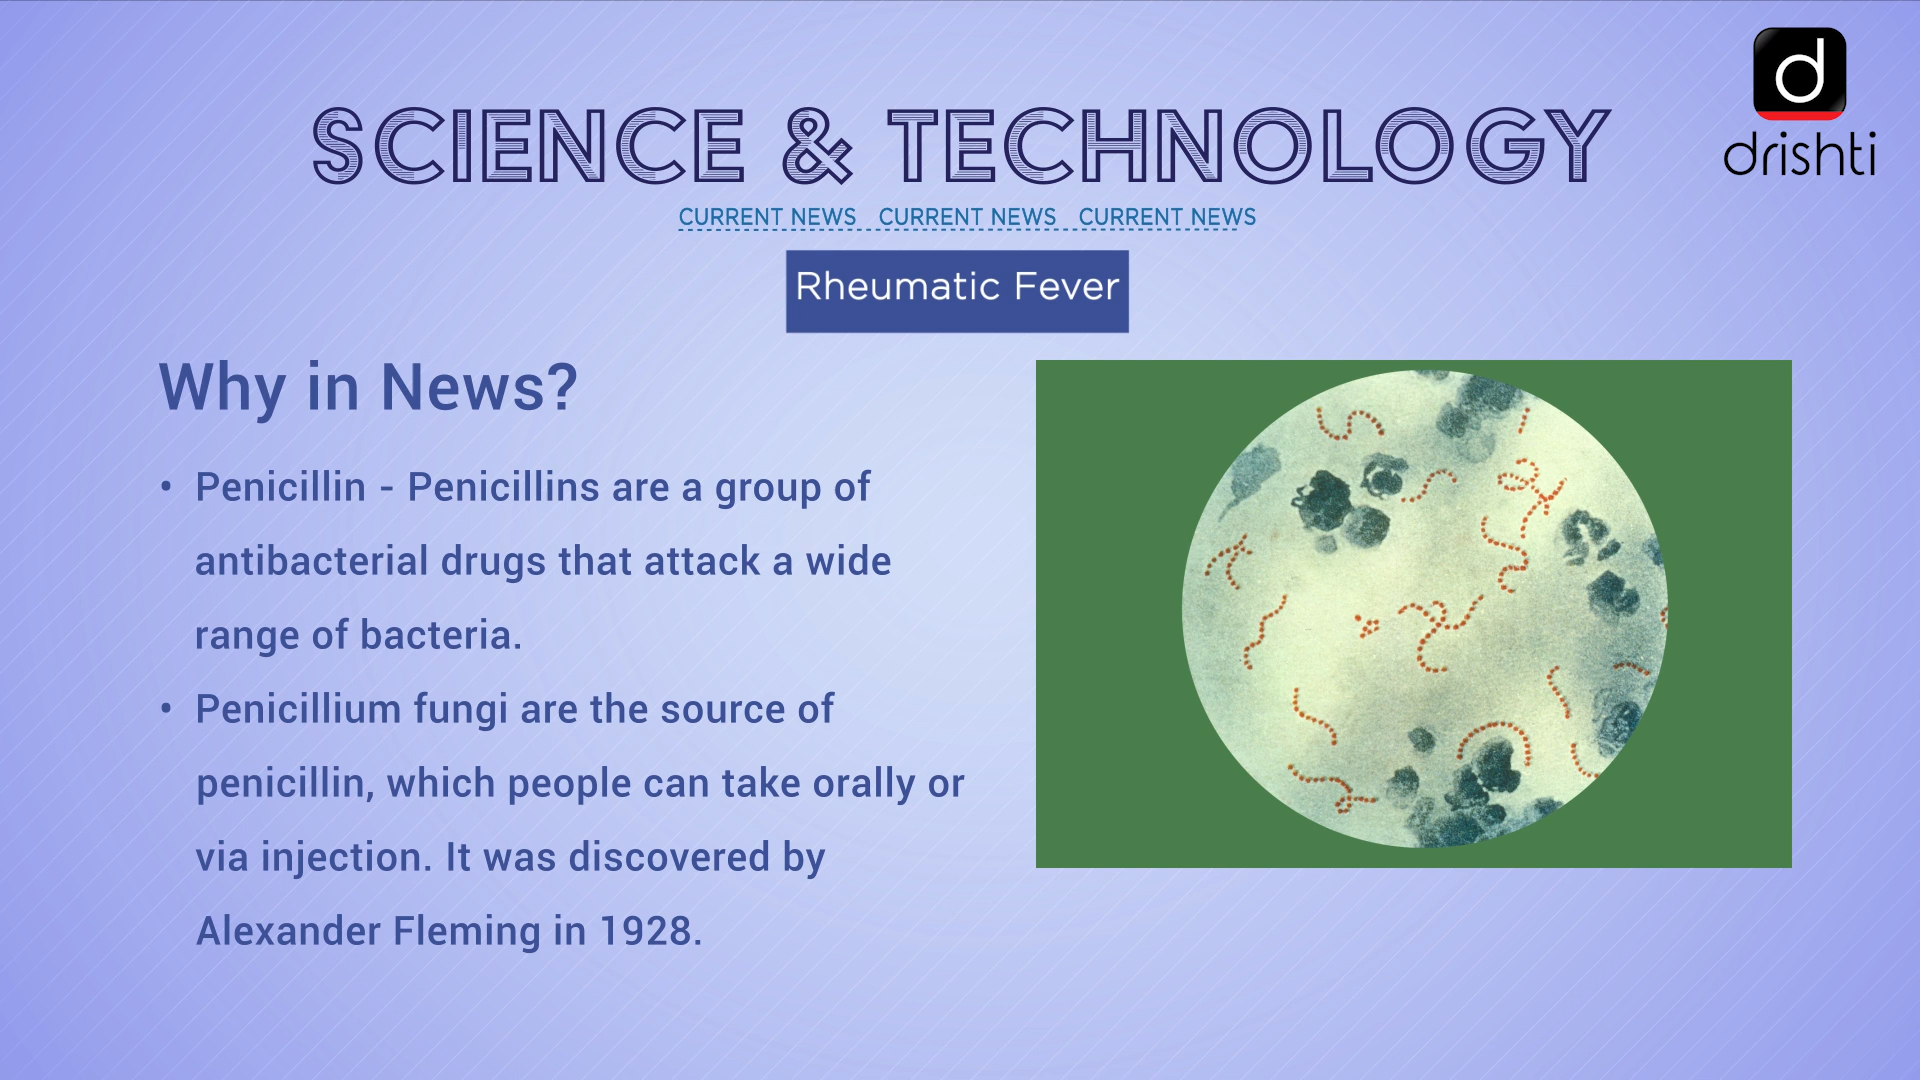 d
drishti
SCIENCE & TECHNOLOGY
CURRENT NEWS CURRENT NEWS CURRENT NEWS
Rheumatic Fever
Why in News?
• Penicillin - Penicillins are a group of
antibacterial drugs that attack a wide
range of bacteria.
• Penicillium fungi are the source of
penicillin, which people can take orally or
via injection. It was discovered by
Alexander Fleming in 1928.